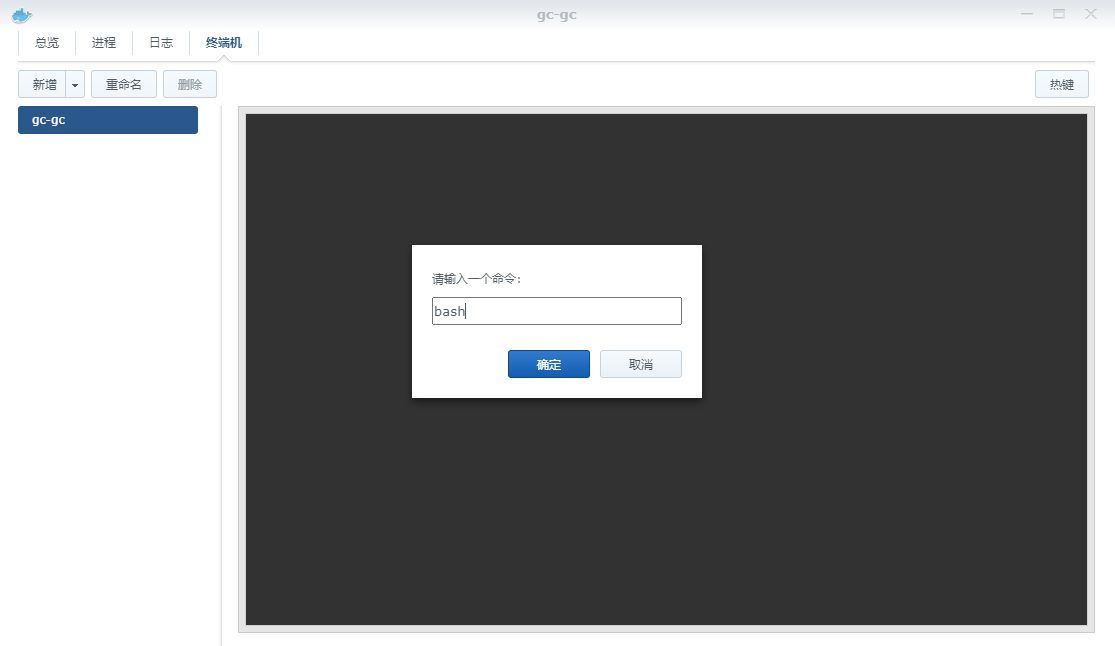 gc-gc
总览 进程 日志 终端机
新增 重命名 删除 热键
gc-gc
请输入一个命令:
bash
确定 取消